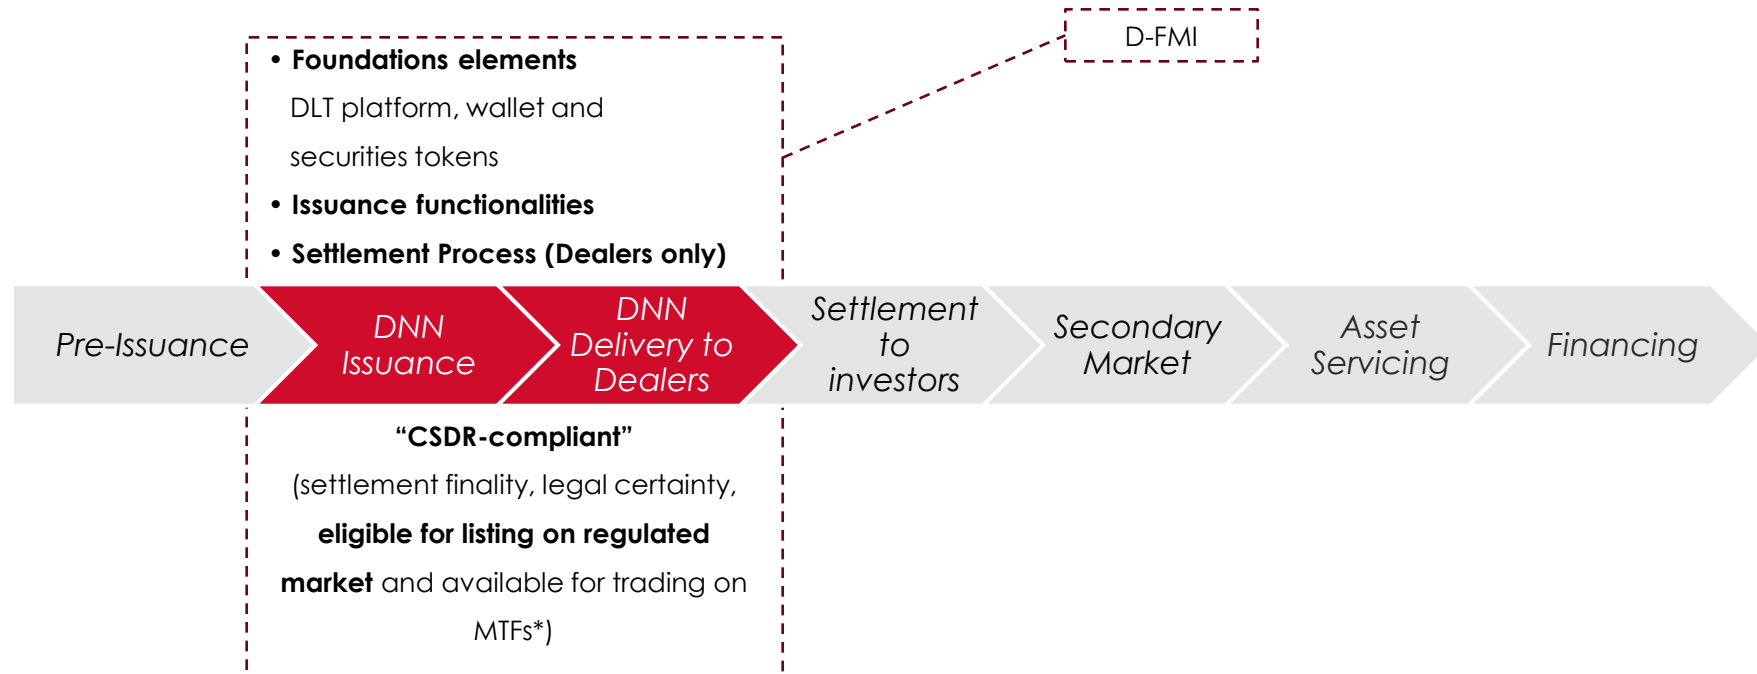 D-FMI
• Foundations elements
DLT platform, wallet and
securities tokens
• Issuance functionalities
• Settlement Process (Dealers only)
Pre-Issuance
DNN
Issuance
DNN
Delivery to
Dealers
Settlement
to
investors
Secondary
Market
Asset
Servicing
Financing
“CSDR-compliant”
(settlement finality, legal certainty,
eligible for listing on regulated
market and available for trading on
MTFs*)